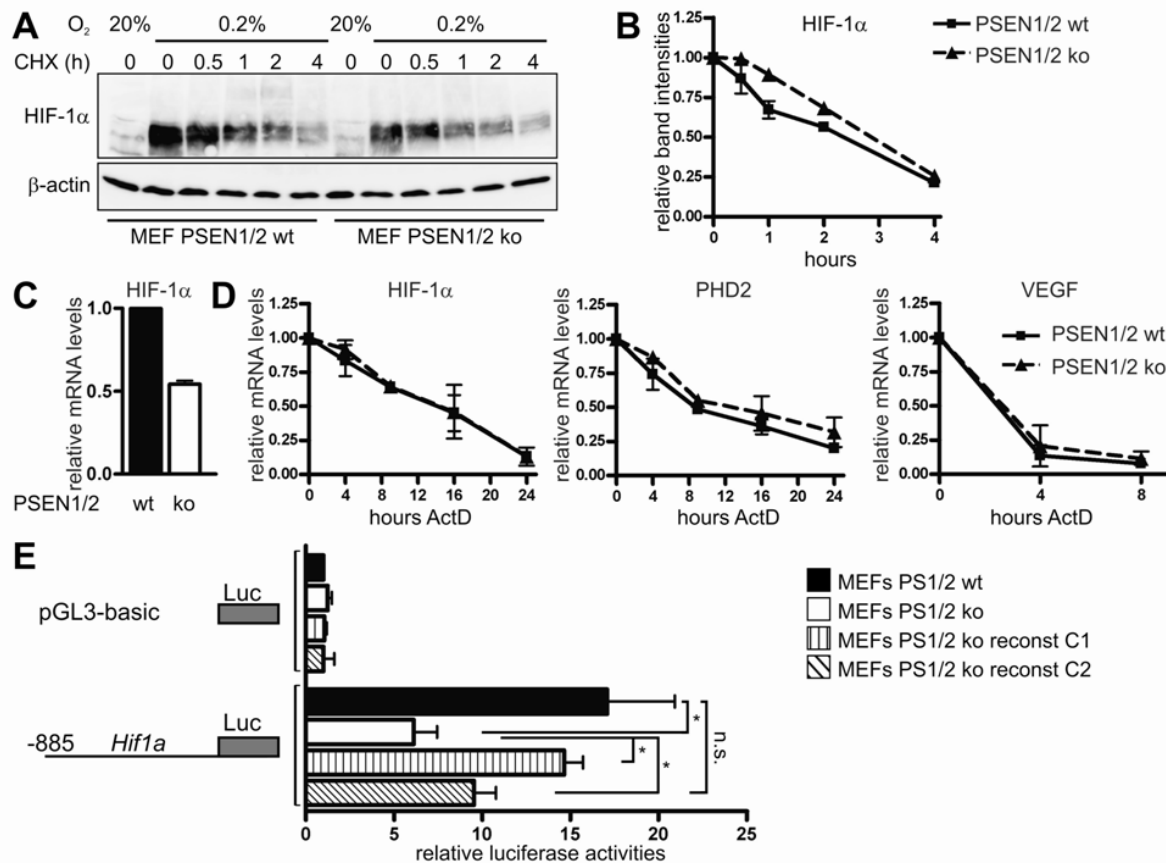 A
O₂ 20% 0.2% 20% 0.2%
CHX (h) 0 0 0.5 1 2 4 0 0 0.5 1 2 4
HIF-1α
β-actin
MEF PSEN1/2 wt MEF PSEN1/2 ko
B
HIF-1α
PSEN1/2 wt
PSEN1/2 ko
relative band intensities
1.25
1.00
0.75
0.50
0.25
0.00
0 1 2 3 4
hours
C
HIF-1α
relative mRNA levels
1.0
0.5
0.0
PSEN1/2 wt ko
D
HIF-1α
relative mRNA levels
1.25
1.00
0.75
0.50
0.25
0.00
0 4 8 12 16 20 24
hours ActD
PHD2
relative mRNA levels
1.25
1.00
0.75
0.50
0.25
0.00
0 4 8 12 16 20 24
hours ActD
VEGF
PSEN1/2 wt
PSEN1/2 ko
relative mRNA levels
1.25
1.00
0.75
0.50
0.25
0.00
0 4 8
hours ActD
E
pGL3-basic
Luc
-885 Hif1a
Luc
*
*
*
n.s.
0 5 10 15 20 25
relative luciferase activities
MEFs PS1/2 wt
MEFs PS1/2 ko
MEFs PS1/2 ko reconst C1
MEFs PS1/2 ko reconst C2